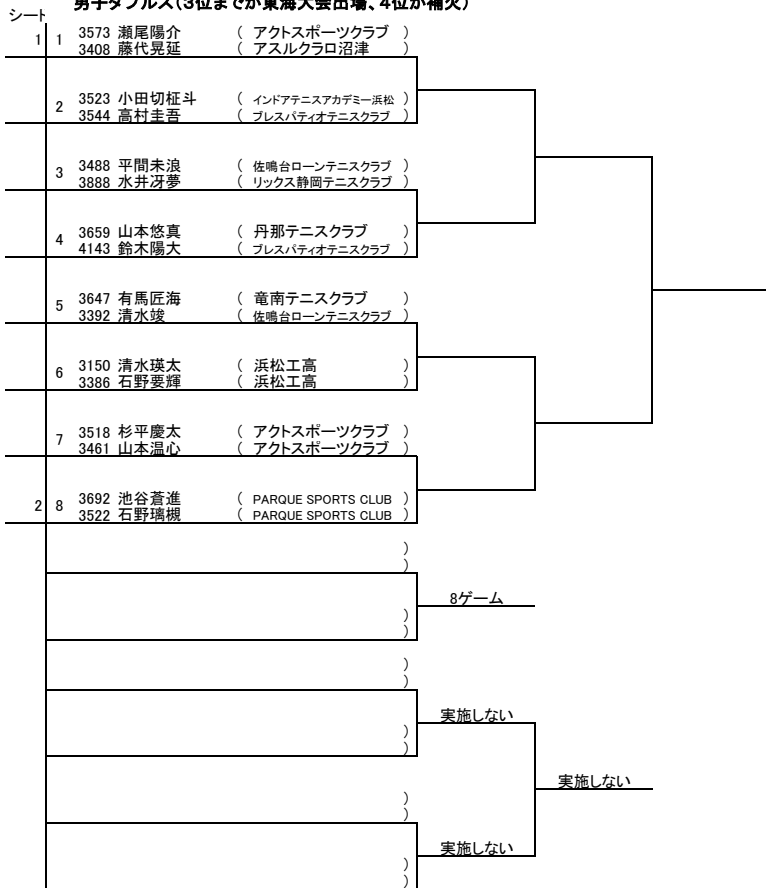 男子ダブルス(3位までが東海大会出場、4位が補欠)
シート
1 1 3573 瀬尾陽介 ( アクトスポーツクラブ )
3408 藤代晃延 ( アスルクラロ沼津 )
2 3523 小田切柾斗 ( インドアテニスアカデミー浜松 )
3544 高村圭吾 ( ブレスパティオテニスクラブ )
3 3488 平間未浪 ( 佐鳴台ローンテニスクラブ )
3888 水井冴夢 ( リックス静岡テニスクラブ )
4 3659 山本悠真 ( 丹那テニスクラブ )
4143 鈴木陽大 ( ブレスパティオテニスクラブ )
5 3647 有馬匠海 ( 竜南テニスクラブ )
3392 清水竣 ( 佐鳴台ローンテニスクラブ )
6 3150 清水瑛太 ( 浜松工高 )
3386 石野要輝 ( 浜松工高 )
7 3518 杉平慶太 ( アクトスポーツクラブ )
3461 山本温心 ( アクトスポーツクラブ )
2 8 3692 池谷蒼進 ( PARQUE SPORTS CLUB )
3522 石野璃槻 ( PARQUE SPORTS CLUB )
)
)
8ゲーム
)
)
)
)
実施しない
)
)
実施しない
)
)
実施しない
)
)